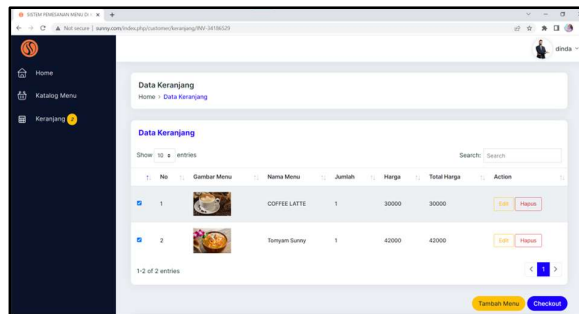 SISTEM PEMESANAN MENU DI
Not secure | sunny.com/index.php/customer/keranjang/INV-34186529
dinda
Home
Katalog Menu
Keranjang 2
Data Keranjang
Home > Data Keranjang
Data Keranjang
Show 10 entries
Search: Search
No Gambar Menu Nama Menu Jumlah Harga Total Harga Action
1 COFFEE LATTE 1 30000 30000 Edit Hapus
2 Tomyam Sunny 1 42000 42000 Edit Hapus
1-2 of 2 entries
< 1 >
Tambah Menu Checkout